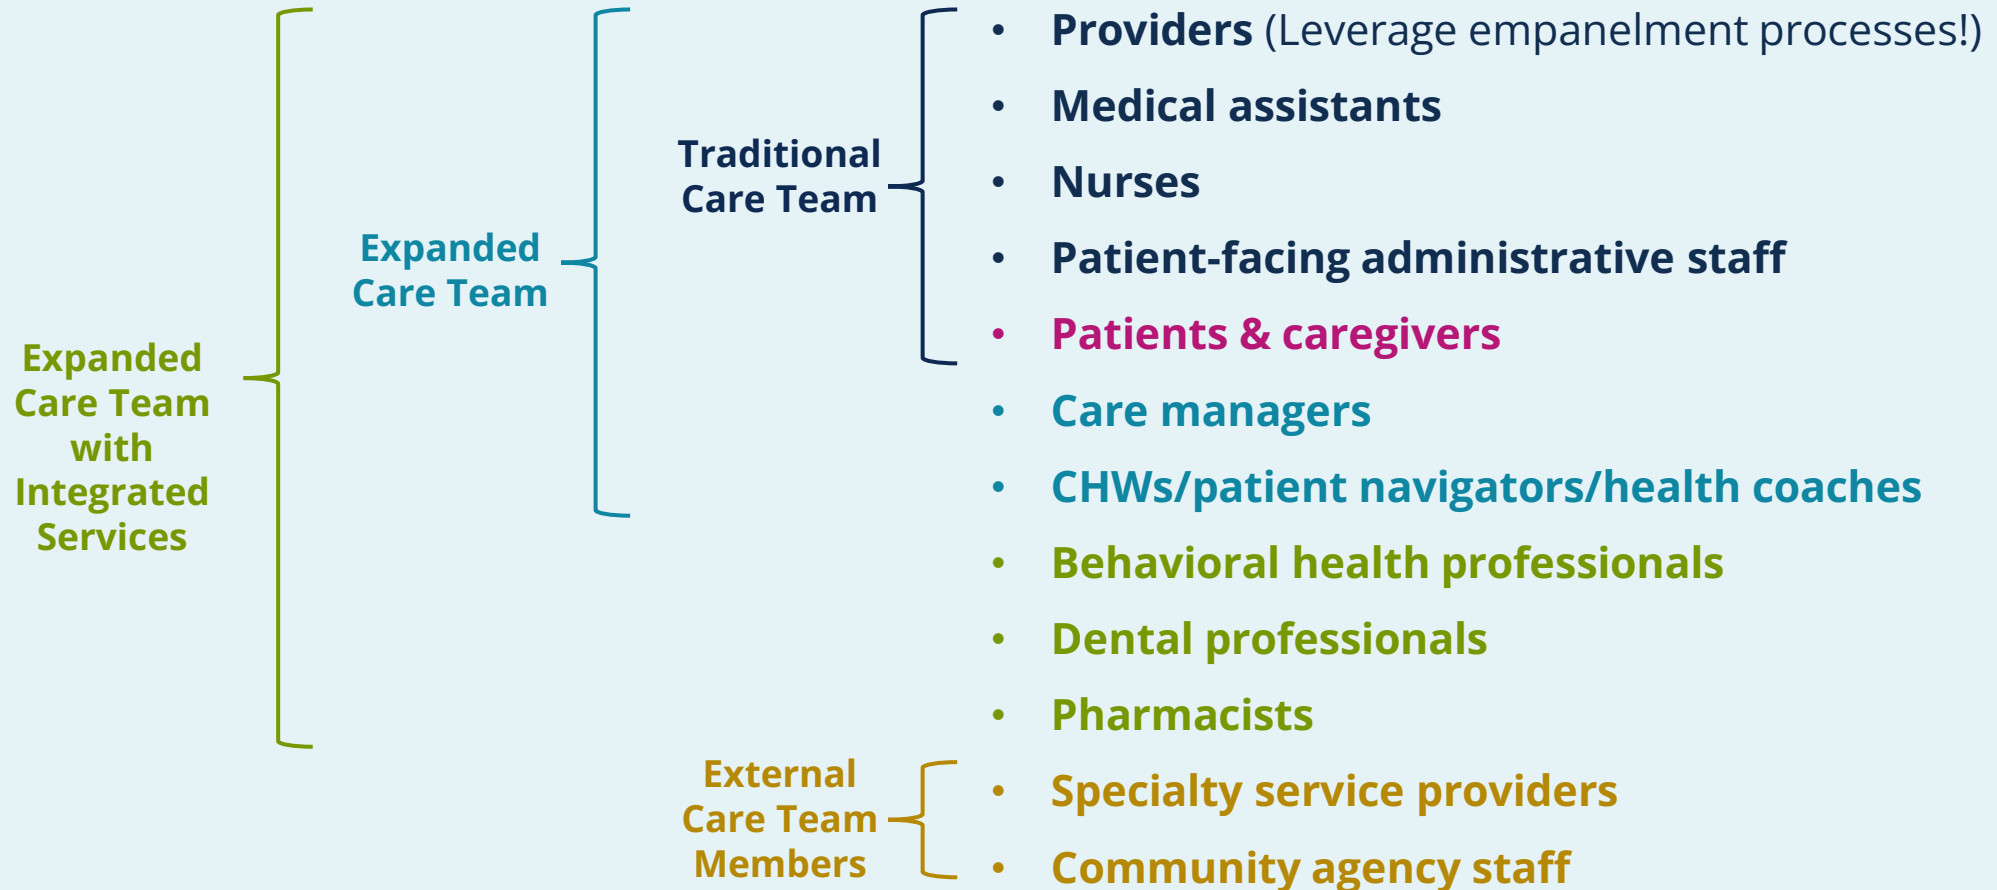 Expanded
Care Team
with
Integrated
Services
Expanded
Care Team
Traditional
Care Team
• Providers (Leverage empanelment processes!)
• Medical assistants
• Nurses
• Patient-facing administrative staff
• Patients & caregivers
• Care managers
• CHWs/patient navigators/health coaches
• Behavioral health professionals
• Dental professionals
• Pharmacists
External
Care Team
Members
• Specialty service providers
• Community agency staff